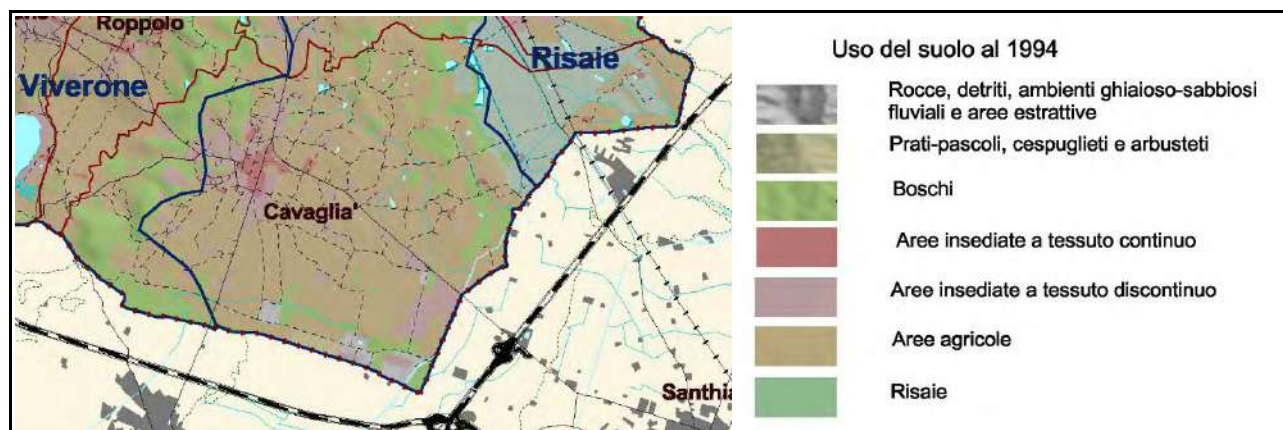 Roppolo
Viverone
Risaie
Cavaglia'
Santhia
Uso del suolo al 1994
Rocce, detriti, ambienti ghiaioso-sabbiosi
fluviali e aree estrattive
Prati-pascoli, cespuglieti e arbusteti
Boschi
Aree insediate a tessuto continuo
Aree insediate a tessuto discontinuo
Aree agricole
Risaie